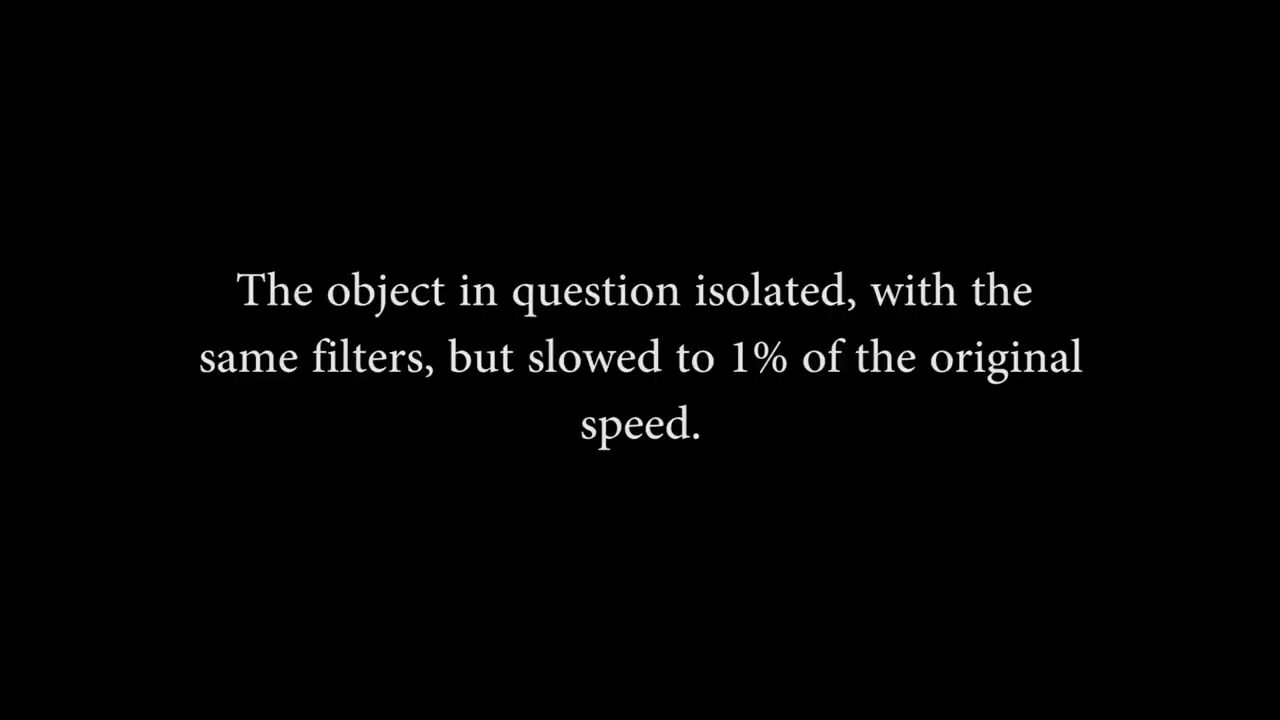 The object in question isolated, with the
same filters, but slowed to 1% of the original
speed.